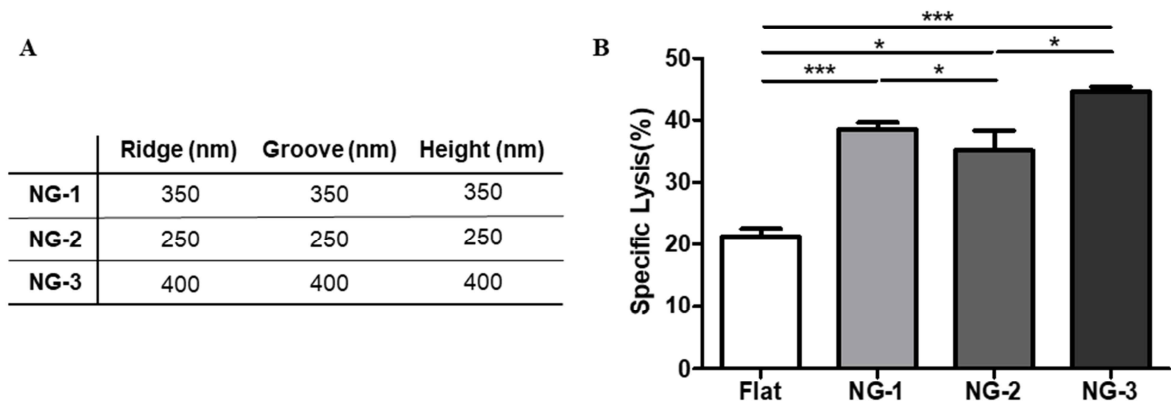 A
Ridge (nm) Groove (nm) Height (nm)
NG-1 350 350 350
NG-2 250 250 250
NG-3 400 400 400
B
***
* *
*** *
Specific Lysis(%)
50
40
30
20
10
0
Flat NG-1 NG-2 NG-3